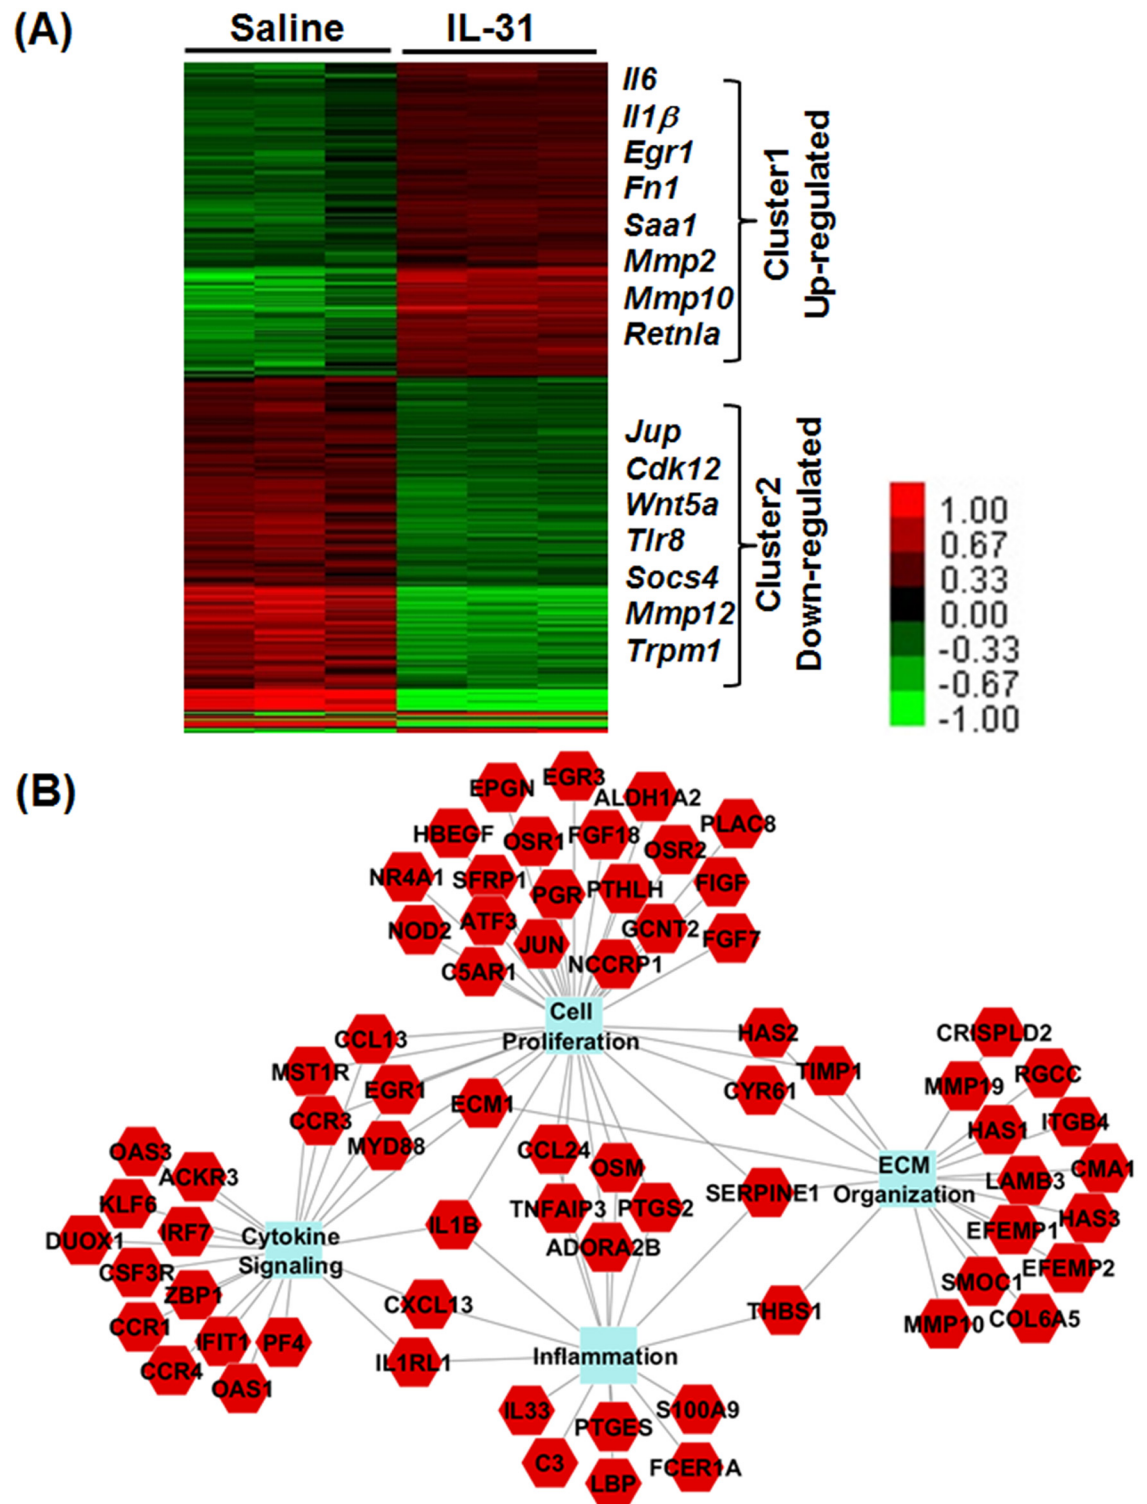 (A)
Saline IL-31
Il6
Il1β
Egr1
Fn1
Saa1
Mmp2
Mmp10
Retnla
Cluster1
Up-regulated
Jup
Cdk12
Wnt5a
Tlr8
Socs4
Mmp12
Trpm1
Cluster2
Down-regulated
1.00
0.67
0.33
0.00
-0.33
-0.67
-1.00
(B)
EPGN
EGR3
ALDH1A2
PLAC8
HBEGF
OSR1
FGF18
OSR2
NR4A1
SFRP1
PGR
PTHLH
FIGF
NOD2
ATF3
JUN
GCNT2
FGF7
C5AR1
NCCRP1
Cell
Proliferation
CCL13
MST1R
EGR1
CCR3
MYD88
ECM1
HAS2
TIMP1
CYR61
CRISPLD2
MMP19
RGCC
HAS1
ITGB4
LAMB3
CMA1
ECM
Organization
EFEMP1
HAS3
SMOC1
EFEMP2
MMP10
COL6A5
OAS3
ACKR3
KLF6
IRF7
DUOX1
CSF3R
ZBP1
CCR1
IFIT1
PF4
CCR4
OAS1
Cytokine
Signaling
CCL24
OSM
TNFAIP3
PTGS2
ADORA2B
SERPINE1
IL1B
CXCL13
IL1RL1
THBS1
Inflammation
IL33
PTGES
S100A9
C3
LBP
FCER1A